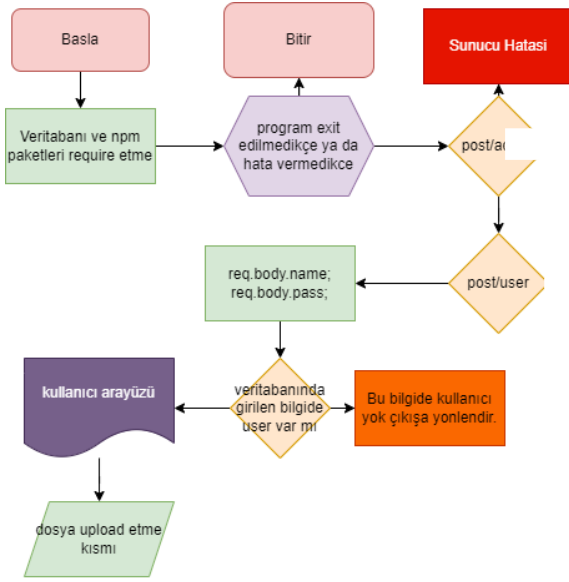 Basla
Bitir
Sunucu Hatasi
Veritabanı ve npm
paketleri require etme
program exit
edilmedikçe ya da
hata vermedikce
post/
post/user
req.body.name;
req.body.pass;
veritabanında
girilen bilgide
user var mı
Bu bilgide kullanıcı
yok çıkışa yonlendir.
kullanıcı arayüzü
dosya upload etme
kısmı